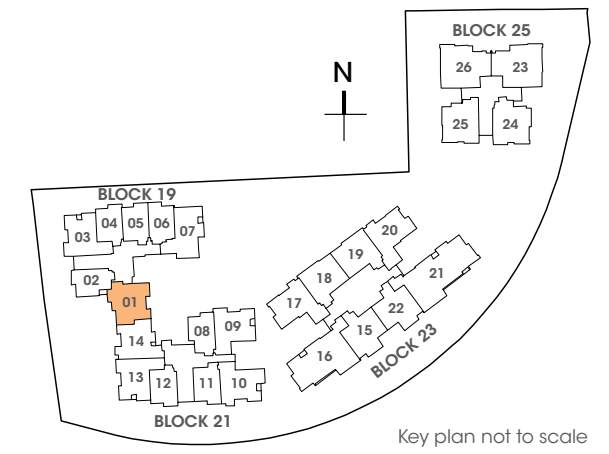 BLOCK 25
26 23
25 24
N
BLOCK 19
03 04 05 06 07
02
01
14
13 12 11 10
08 09
BLOCK 21
17 18 19 20
16 15 22 21
BLOCK 23
Key plan not to scale